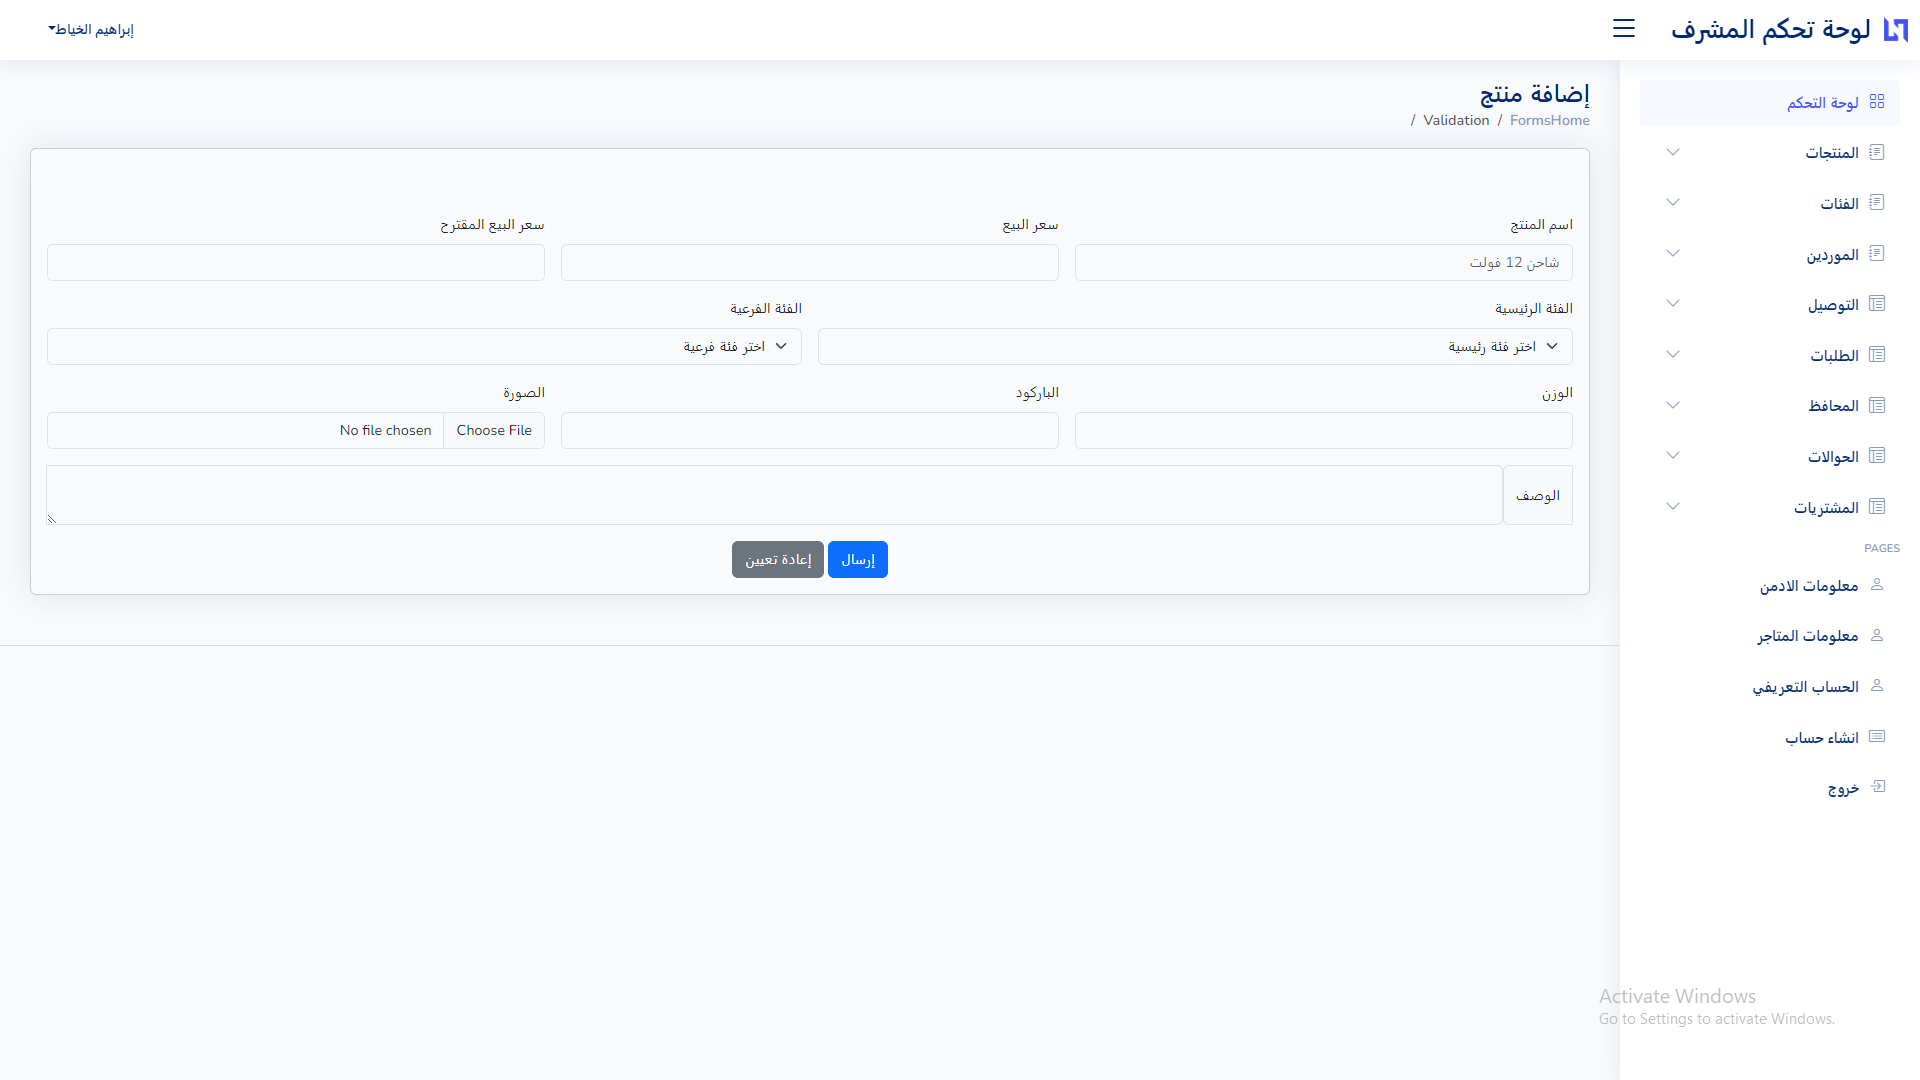 لوحة تحكم المشرف
إبراهيم الخياط
لوحة التحكم
المنتجات
الفئات
الموردين
التوصيل
الطلبات
المحافظ
الحوالات
المشتريات
PAGES
معلومات الادمن
معلومات المتاجر
الحساب التعريفي
انشاء حساب
خروج
إضافة منتج
FormsHome / Validation /
اسم المنتج
شاحن 12 فولت
سعر البيع
سعر البيع المقترح
الفئة الرئيسية
اختر فئة رئيسية
الفئة الفرعية
اختر فئة فرعية
الوزن
الباركود
الصورة
Choose File
No file chosen
الوصف
إرسال
إعادة تعيين
Activate Windows
Go to Settings to activate Windows.